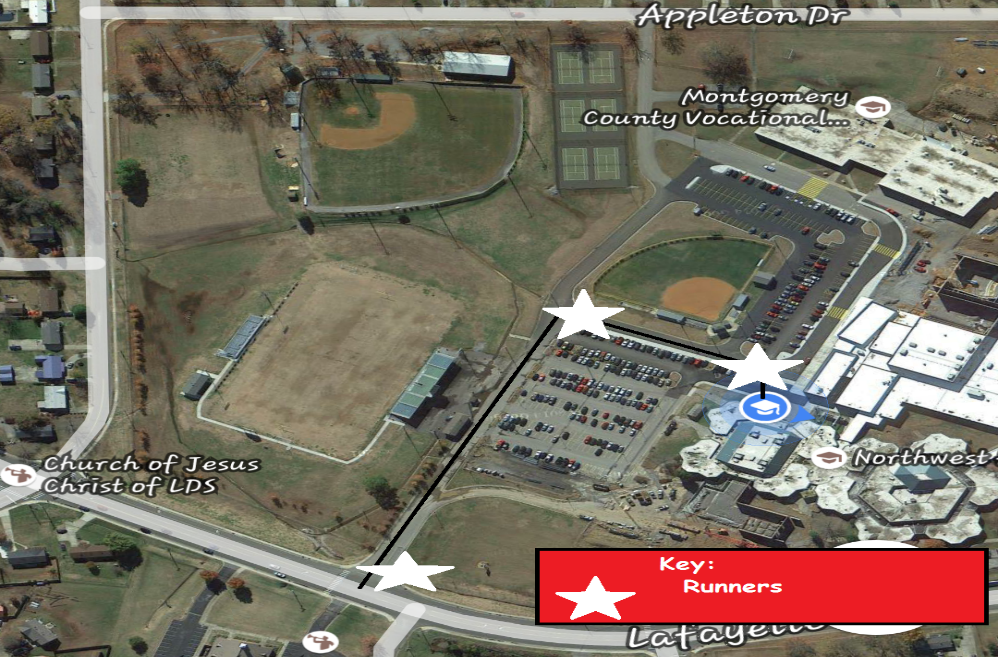 Appleton Dr
Montgomery
County Vocational...
Church of Jesus
Christ of LDS
Northwest
Key:
Runners
Lafayette